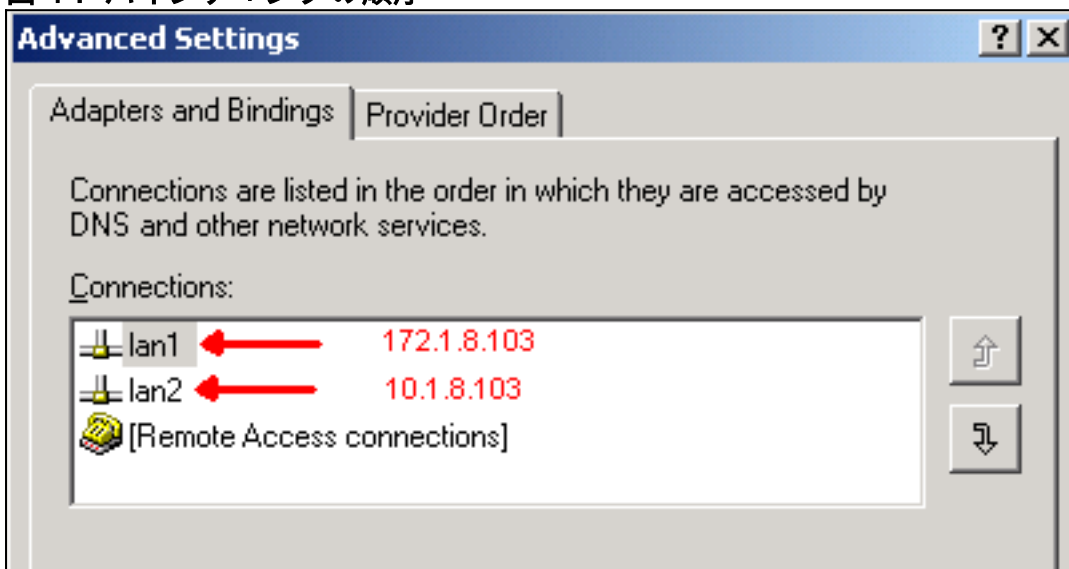 Advanced Settings
Adapters and Bindings
Provider Order
Connections are listed in the order in which they are accessed by
DNS and other network services.
Connections:
lan1
172.1.8.103
lan2
10.1.8.103
[Remote Access connections]